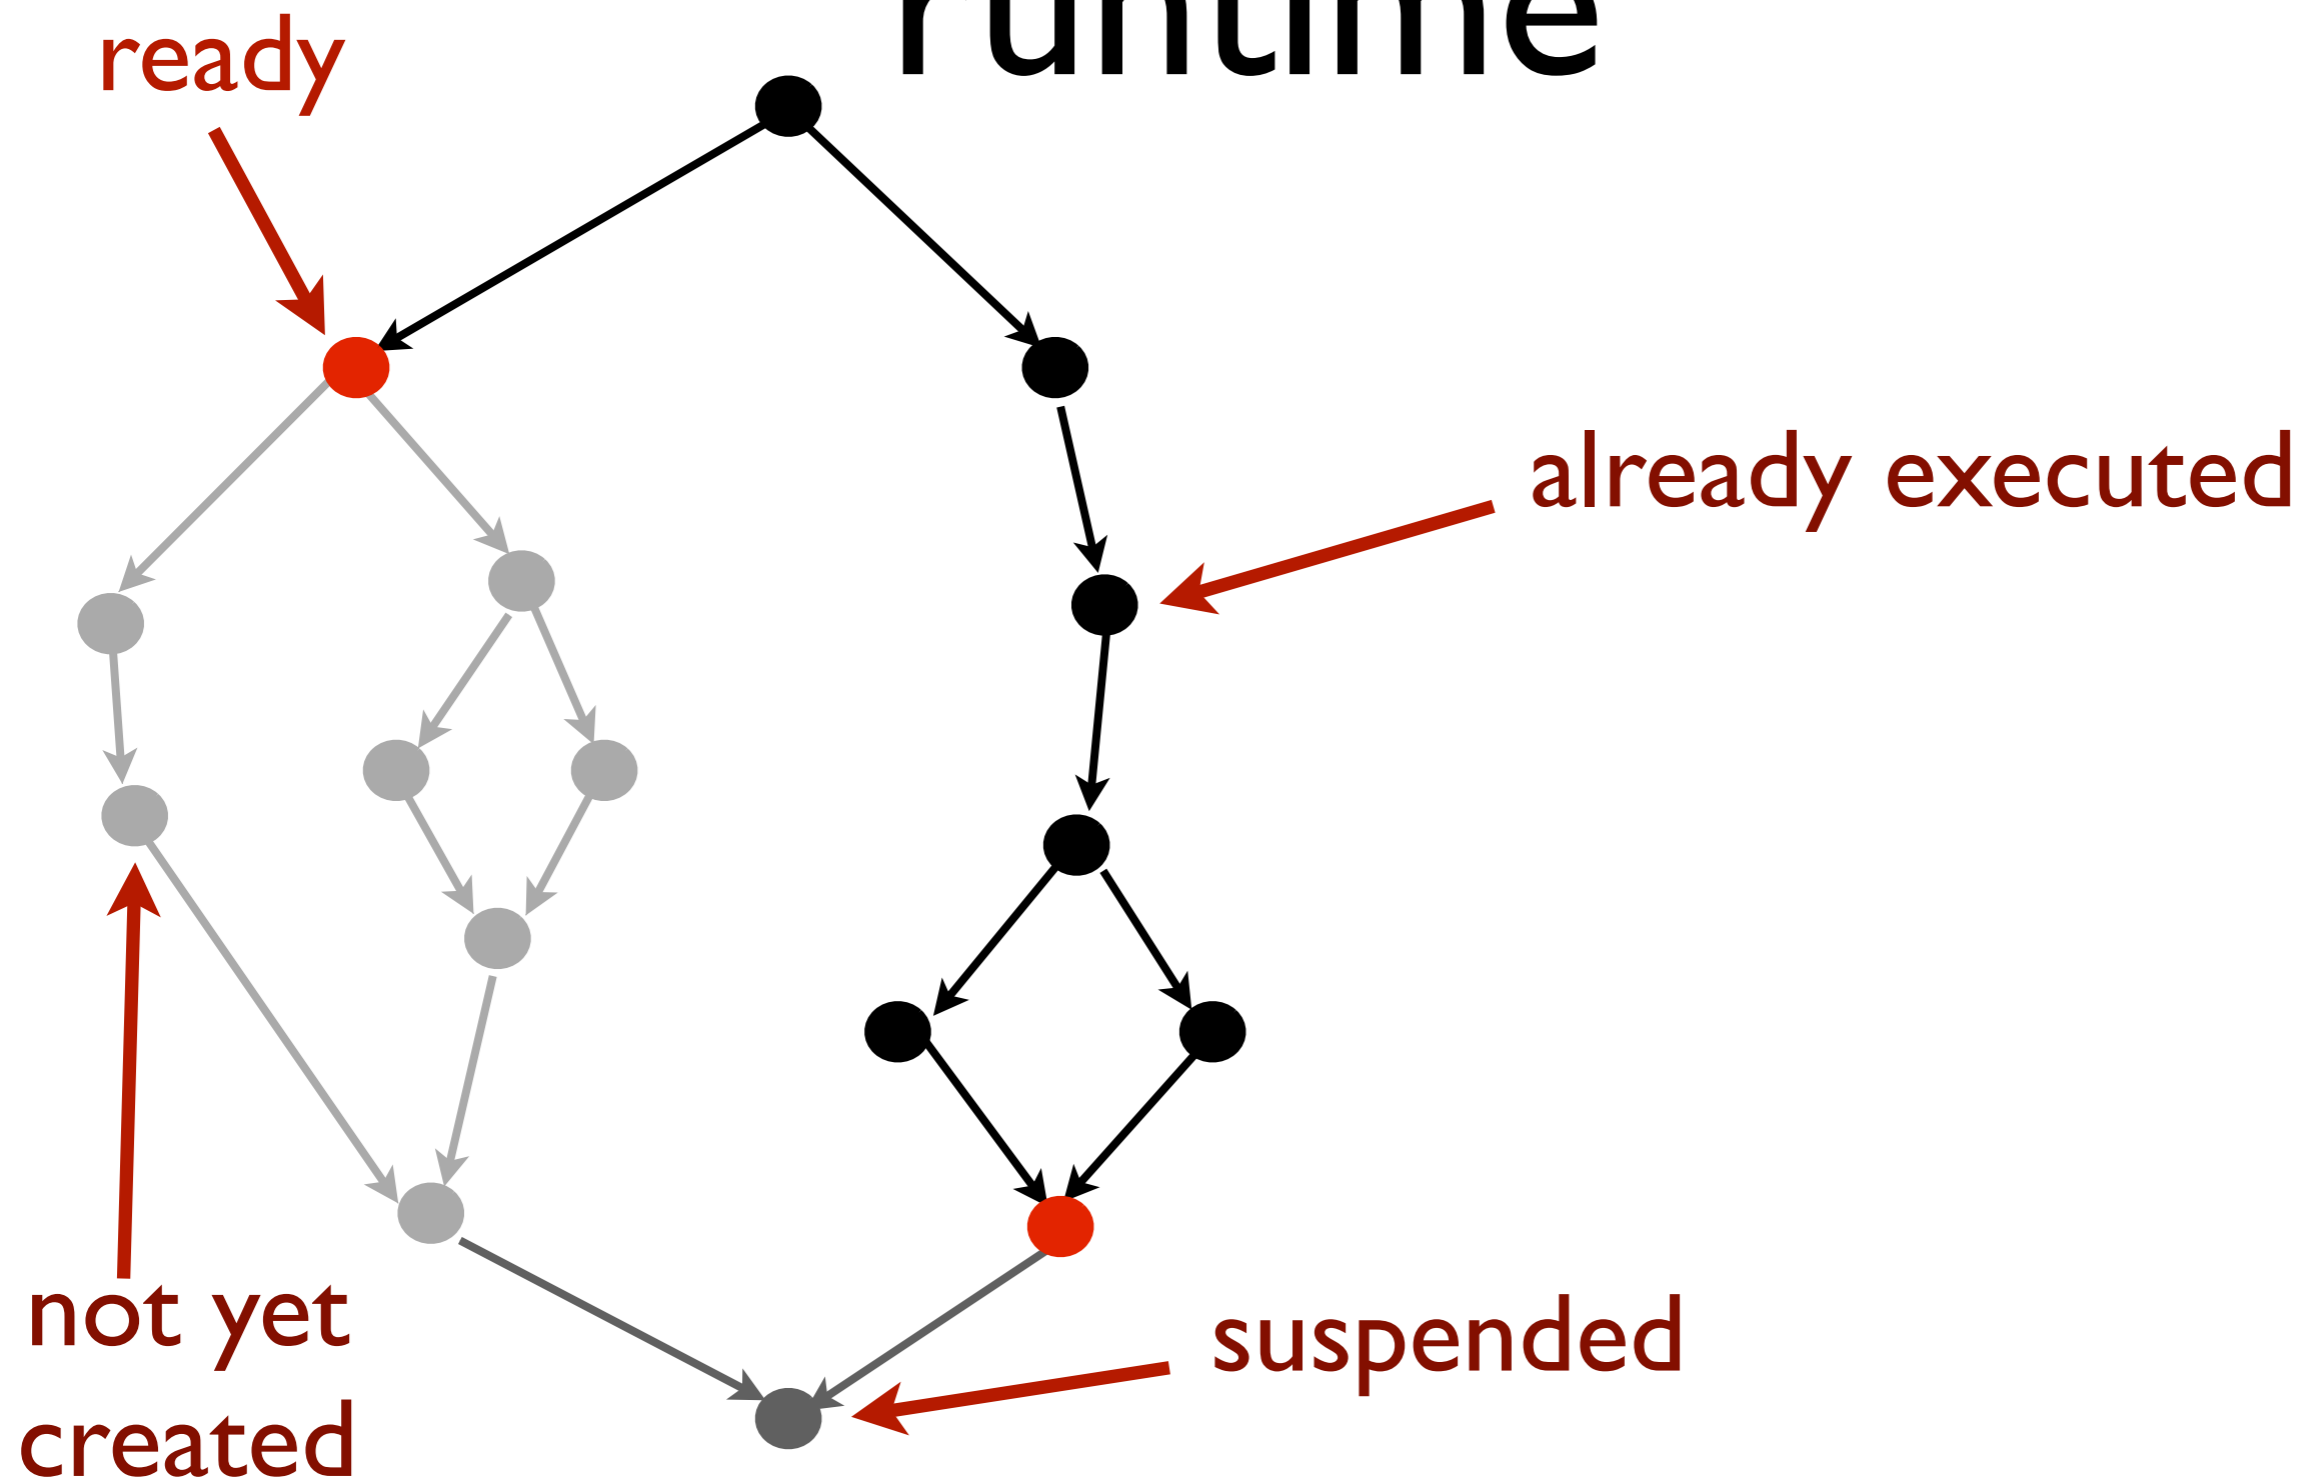 runtime
ready
already executed
not yet
created
suspended